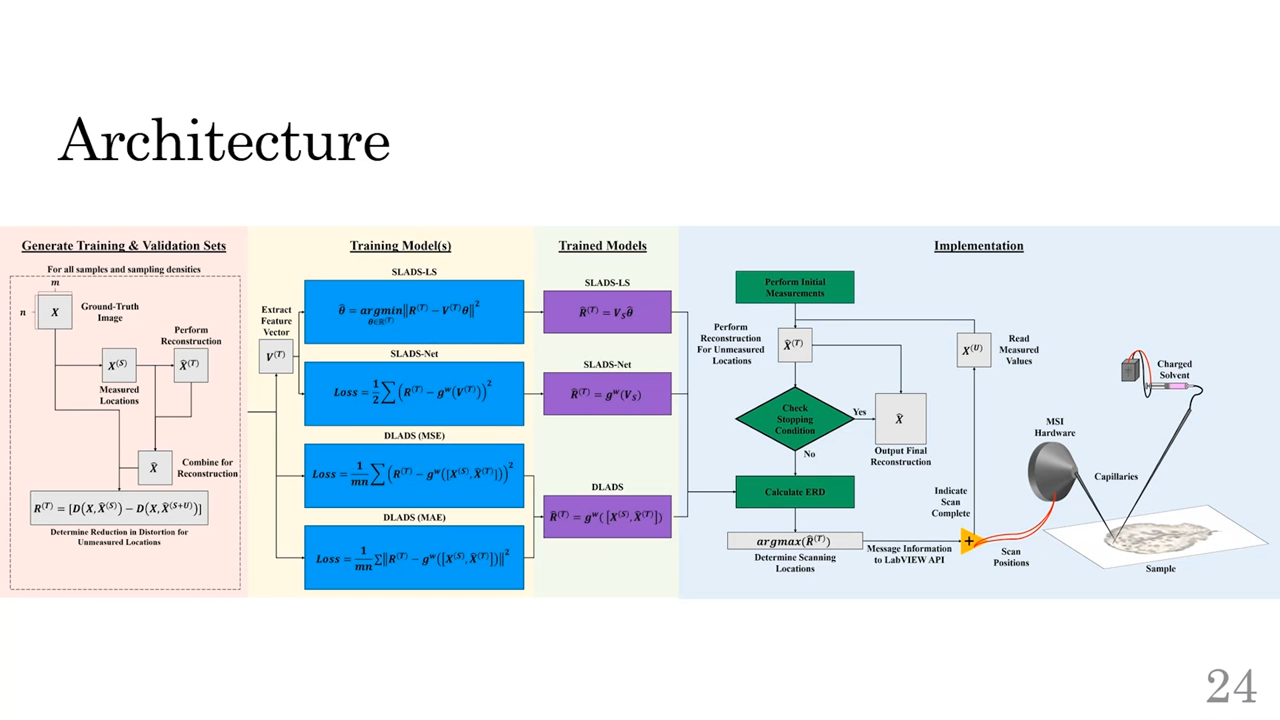 Architecture
Generate Training & Validation Sets
For all samples and sampling densities
m
n
X
Ground-Truth
Image
Perform
Reconstruction
X^(S)
X̂^(T)
Measured
Locations
X̂
Combine for
Reconstruction
R^(T) = [D(X, X̂^(S)) − D(X, X̂^(S+U))]
Determine Reduction in Distortion for
Unmeasured Locations
Training Model(s)
Extract
Feature
Vector
V^(T)
SLADS-LS
θ̂ = argmin‖R^(T) − V^(T)θ‖²
θ∈ℝ^(T)
SLADS-Net
Loss = 1/2 ∑ (R^(T) − g^w(V^(T)))²
DLADS (MSE)
Loss = 1/mn ∑ (R^(T) − g^w([X^(S), X̂^(T)]))²
DLADS (MAE)
Loss = 1/mn ∑‖R^(T) − g^w([X^(S), X̂^(T)])‖²
Trained Models
SLADS-LS
R̂^(T) = V_S θ̂
SLADS-Net
R̂^(T) = g^w(V_S)
DLADS
R̂^(T) = g^w([X^(S), X̂^(T)])
Implementation
Perform Initial
Measurements
Perform
Reconstruction
For Unmeasured
Locations
X̂^(T)
X^(U)
Read
Measured
Values
Check
Stopping
Condition
Yes
No
X̂
Output Final
Reconstruction
Calculate ERD
argmax(R̂^(T))
Determine Scanning
Locations
Message Information
to LabVIEW API
Indicate
Scan
Complete
+
Scan
Positions
MSI
Hardware
Capillaries
Charged
Solvent
Sample
24